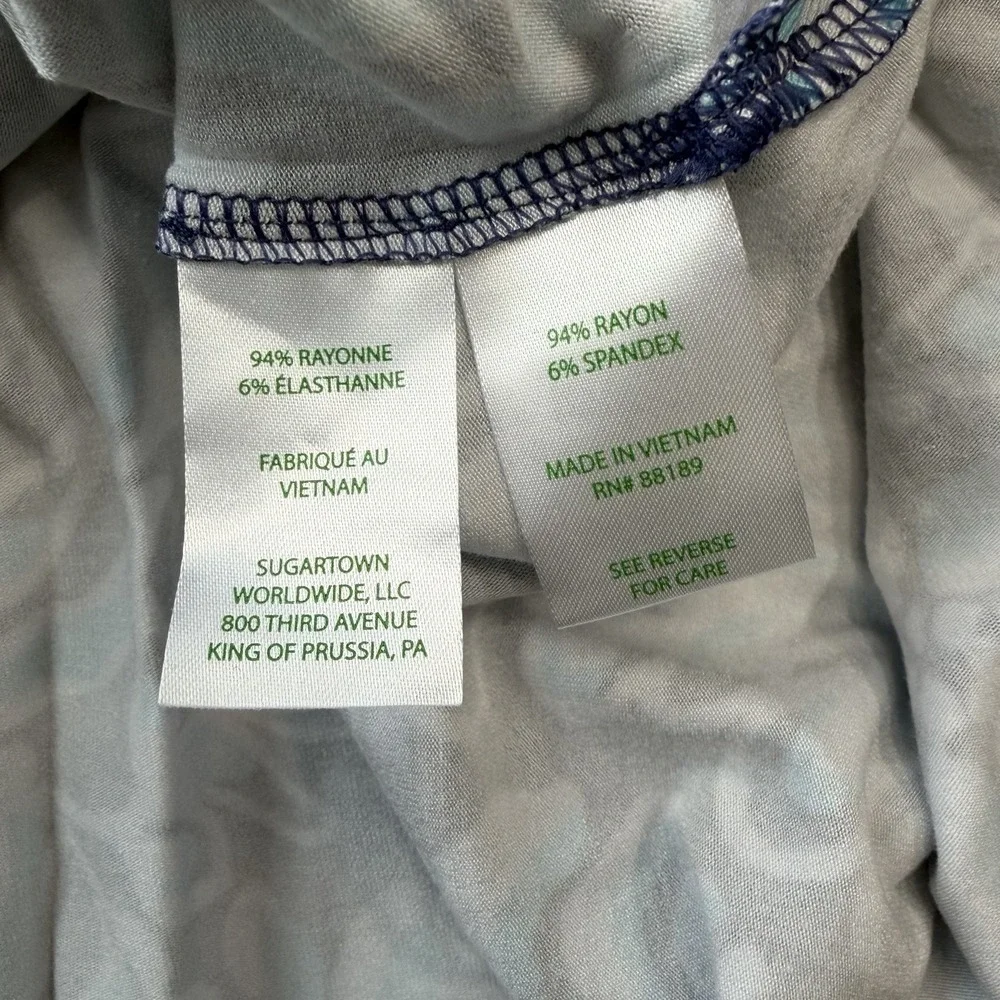 94% RAYONNE
6% ÉLASTHANNE
FABRIQUÉ AU
VIETNAM
SUGARTOWN
WORLDWIDE, LLC
800 THIRD AVENUE
KING OF PRUSSIA, PA
94% RAYON
6% SPANDEX
MADE IN VIETNAM
RN# 88189
SEE REVERSE
FOR CARE